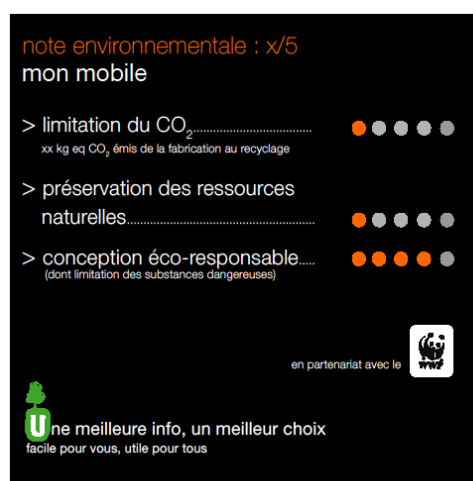 note environnementale : x/5
mon mobile
> limitation du CO₂....................................
xx kg eq CO₂ émis de la fabrication au recyclage
> préservation des ressources
naturelles.......................................................
> conception éco-responsable.....
(dont limitation des substances dangereuses)
en partenariat avec le
WWF
Une meilleure info, un meilleur choix
facile pour vous, utile pour tous